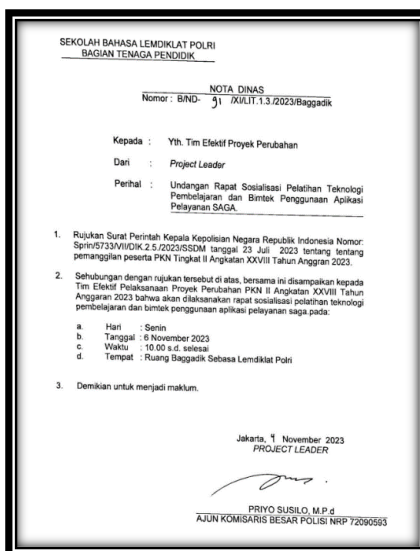 SEKOLAH BAHASA LEMDIKLAT POLRI
BAGIAN TENAGA PENDIDIK
NOTA DINAS
Nomor : B/ND- 91 /XI/LIT.1.3./2023/Baggadik
Kepada : Yth. Tim Efektif Proyek Perubahan
Dari : Project Leader
Perihal : Undangan Rapat Sosialisasi Pelatihan Teknologi
Pembelajaran dan Bimtek Penggunaan Aplikasi
Pelayanan SAGA.
1. Rujukan Surat Perintah Kepala Kepolisian Negara Republik Indonesia Nomor:
Sprin/5733/VII/DIK.2.5./2023/SSDM tanggal 23 Juli 2023 tentang tentang
pemanggilan peserta PKN Tingkat II Angkatan XXVIII Tahun Anggran 2023.
2. Sehubungan dengan rujukan tersebut di atas, bersama ini disampaikan kepada
Tim Efektif Pelaksanaan Proyek Perubahan PKN II Angkatan XXVIII Tahun
Anggaran 2023 bahwa akan dilaksanakan rapat sosialisasi pelatihan teknologi
pembelajaran dan bimtek penggunaan aplikasi pelayanan saga.pada:
a. Hari : Senin
b. Tanggal : 6 November 2023
c. Waktu : 10.00 s.d. selesai
d. Tempat : Ruang Baggadik Sebasa Lemdiklat Polri
3. Demikian untuk menjadi maklum.
Jakarta, 4 November 2023
PROJECT LEADER
PRIYO SUSILO, M.P.d
AJUN KOMISARIS BESAR POLISI NRP 72090593